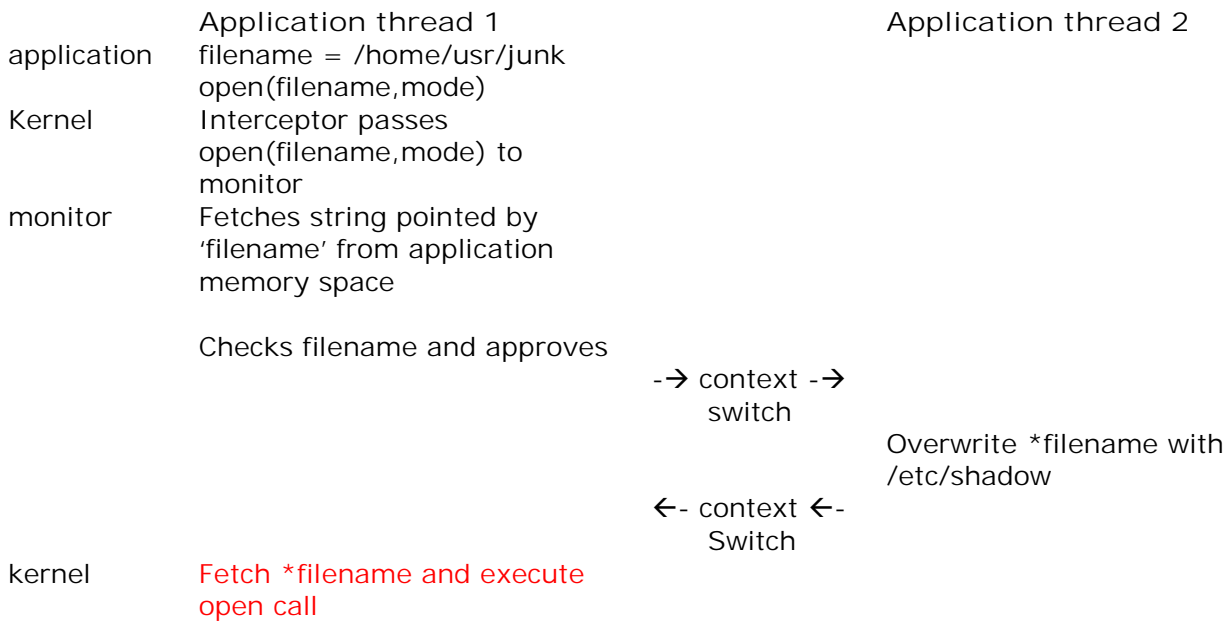 Application thread 1 Application thread 2
application filename = /home/usr/junk
open(filename,mode)
Kernel Interceptor passes
open(filename,mode) to
monitor
monitor Fetches string pointed by
‘filename’ from application
memory space
Checks filename and approves
-→ context -→
switch
Overwrite *filename with
/etc/shadow
←- context ←-
Switch
kernel Fetch *filename and execute
open call